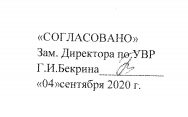 «СОГЛАСОВАНО»
Зам. Директора по УВР
Г.И.Бекрина
«04»сентября 2020 г.